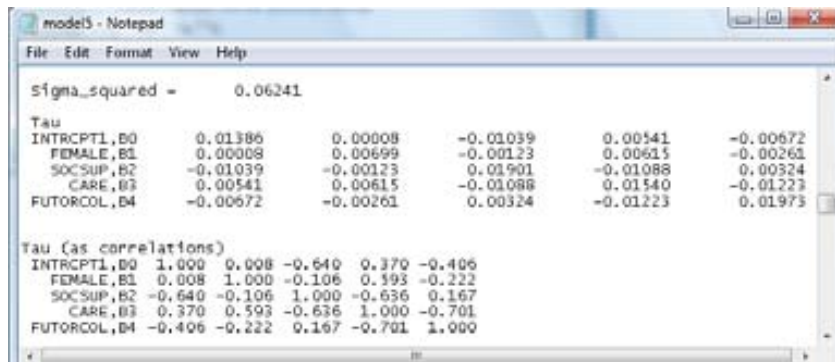 model5 - Notepad
File Edit Format View Help
Sigma_squared = 0.06241
Tau
INTRCPT1,B0 0.01386 0.00008 -0.01039 0.00541 -0.00672
FEMALE,B1 0.00008 0.00699 -0.00123 0.00615 -0.00261
SOCSUP,B2 -0.01039 -0.00123 0.01901 -0.01088 0.00324
CARE,B3 0.00541 0.00615 -0.01088 0.01540 -0.01223
FUTORCOL,B4 -0.00672 -0.00261 0.00324 -0.01223 0.01973
Tau (as correlations)
INTRCPT1,B0 1.000 0.008 -0.640 0.370 -0.406
FEMALE,B1 0.008 1.000 -0.106 0.593 -0.222
SOCSUP,B2 -0.640 -0.106 1.000 -0.636 0.167
CARE,B3 0.370 0.593 -0.636 1.000 -0.701
FUTORCOL,B4 -0.406 -0.222 0.167 -0.701 1.000